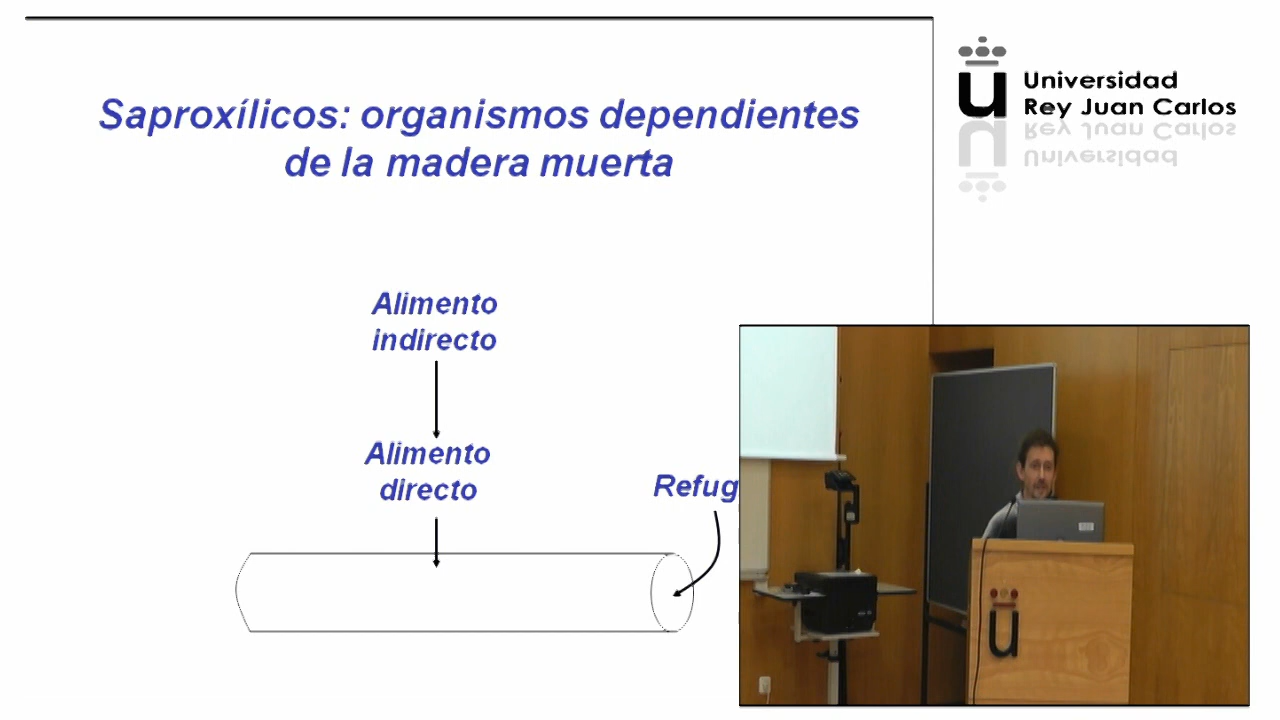 Saproxílicos: organismos dependientes
de la madera muerta
Universidad
Rey Juan Carlos
Alimento
indirecto
Alimento
directo
Refug